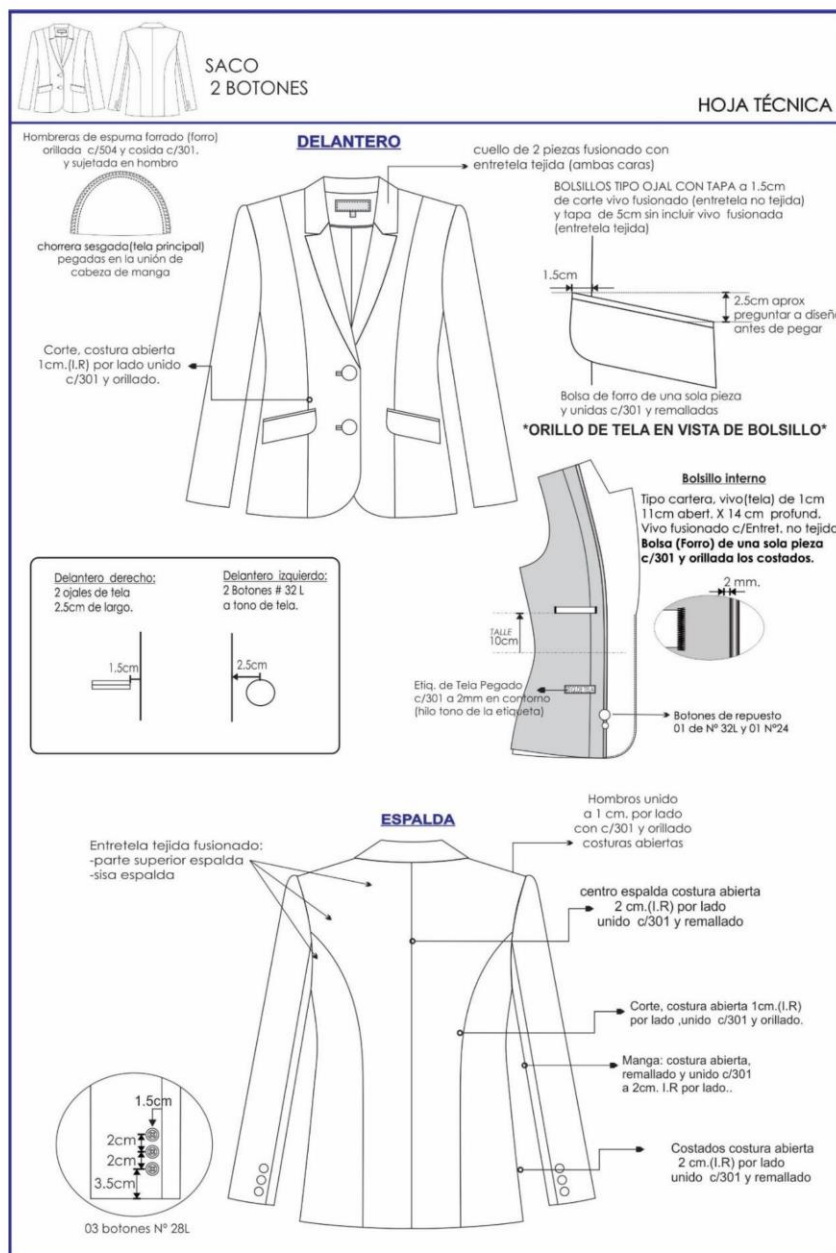 SACO
2 BOTONES
HOJA TÉCNICA
Hombreras de espuma forrado (forro)
orillada c/504 y cosida c/301.
y sujetada en hombro
chorrera sesgada(tela principal)
pegadas en la unión de
cabeza de manga
DELANTERO
cuello de 2 piezas fusionado con
entretela tejida (ambas caras)
BOLSILLOS TIPO OJAL CON TAPA a 1.5cm
de corte vivo fusionado (entretela no tejida)
y tapa de 5cm sin incluir vivo fusionada
(entretela tejida)
1.5cm
2.5cm aprox
preguntar a diseño
antes de pegar
Corte, costura abierta
1cm.(I.R) por lado unido
c/301 y orillado.
Bolsa de forro de una sola pieza
y unidas c/301 y remalladas
*ORILLO DE TELA EN VISTA DE BOLSILLO*
Bolsillo interno
Tipo cartera, vivo(tela) de 1cm
11cm abert. X 14 cm profund.
Vivo fusionado c/Entret. no tejida
Bolsa (Forro) de una sola pieza
c/301 y orillada los costados.
2 mm.
TALLE
10cm
Etiq. de Tela Pegado
c/301 a 2mm en contorno
(hilo tono de la etiqueta)
Botones de repuesto
01 de Nº 32L y 01 Nº24
Delantero derecho:
2 ojales de tela
2.5cm de largo.
1.5cm
Delantero izquierdo:
2 Botones # 32 L
a tono de tela.
2.5cm
ESPALDA
Entretela tejida fusionado:
-parte superior espalda
-sisa espalda
Hombros unido
a 1 cm. por lado
con c/301 y orillado
costuras abiertas
centro espalda costura abierta
2 cm.(I.R) por lado
unido c/301 y remallado
Corte, costura abierta 1cm.(I.R)
por lado ,unido c/301 y orillado.
Manga: costura abierta,
remallado y unido c/301
a 2cm. I.R por lado..
Costados costura abierta
2 cm.(I.R) por lado
unido c/301 y remallado
1.5cm
2cm
2cm
3.5cm
03 botones Nº 28L